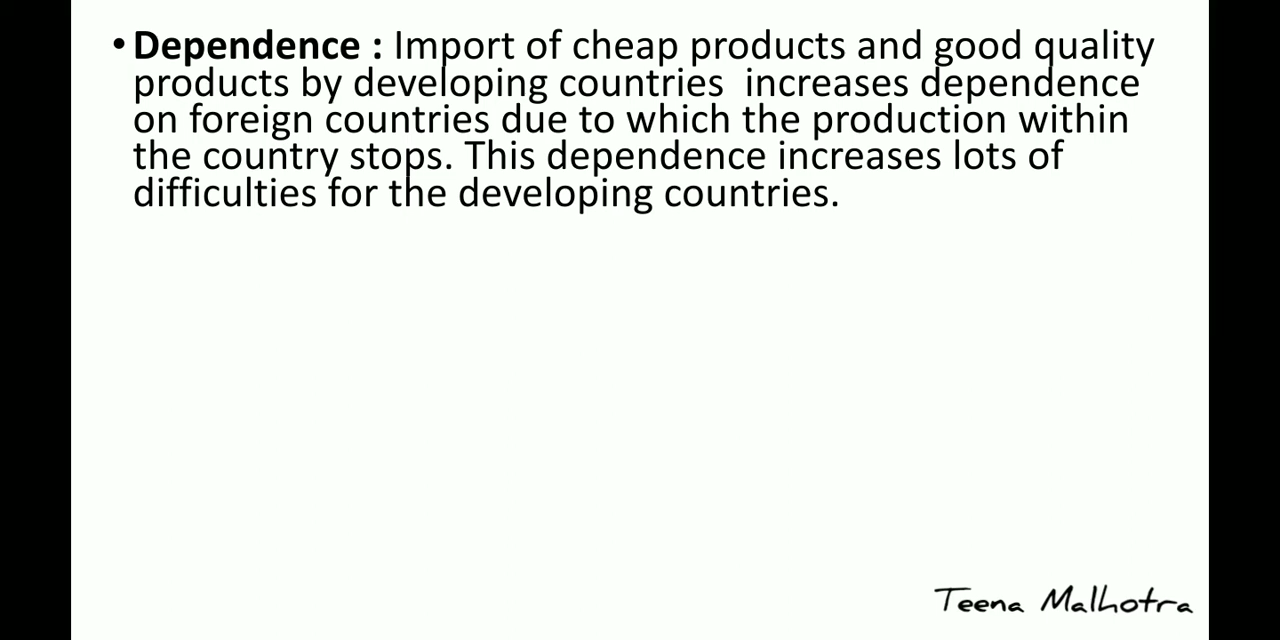 • Dependence : Import of cheap products and good quality
products by developing countries  increases dependence
on foreign countries due to which the production within
the country stops. This dependence increases lots of
difficulties for the developing countries.
Teena Malhotra